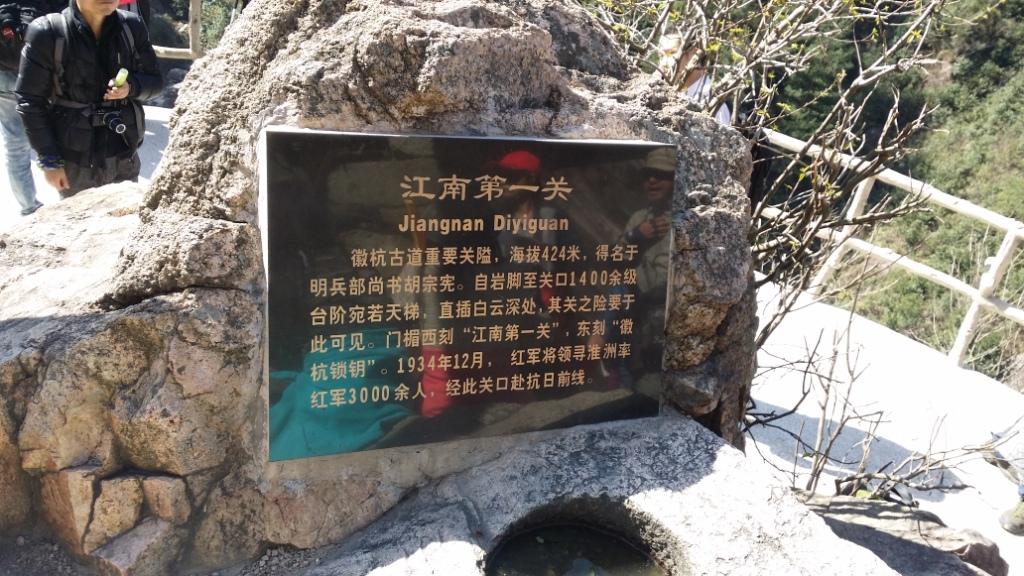 江南第一关
Jiangnan Diyiguan
徽杭古道重要关隘，海拔424米，得名于
明兵部尚书胡宗宪。自岩脚至关口1400余级
台阶宛若天梯，直插白云深处，其关之险要于
此可见。门楣西刻“江南第一关”，东刻“徽
杭锁钥”。1934年12月，红军将领寻淮洲率
红军3000余人，经此关口赴抗日前线。